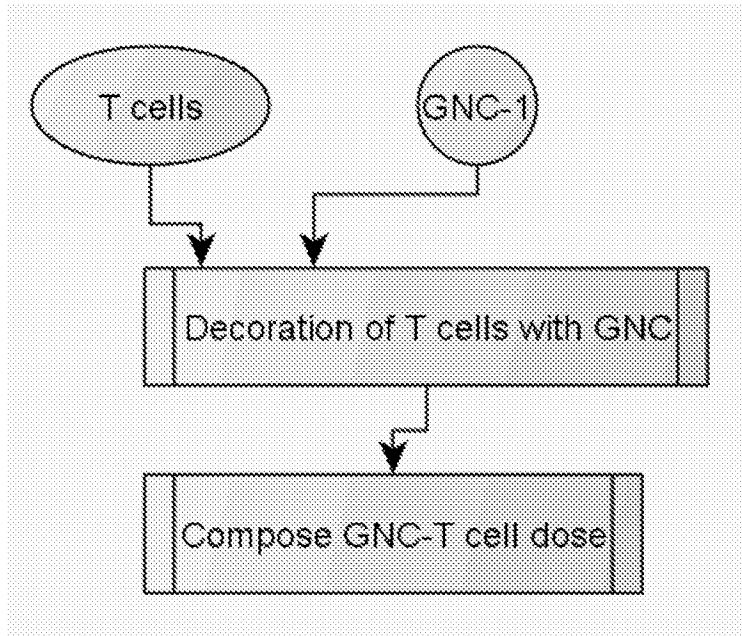 T cells
GNC-1
Decoration of T cells with GNC
Compose GNC-T cell dose